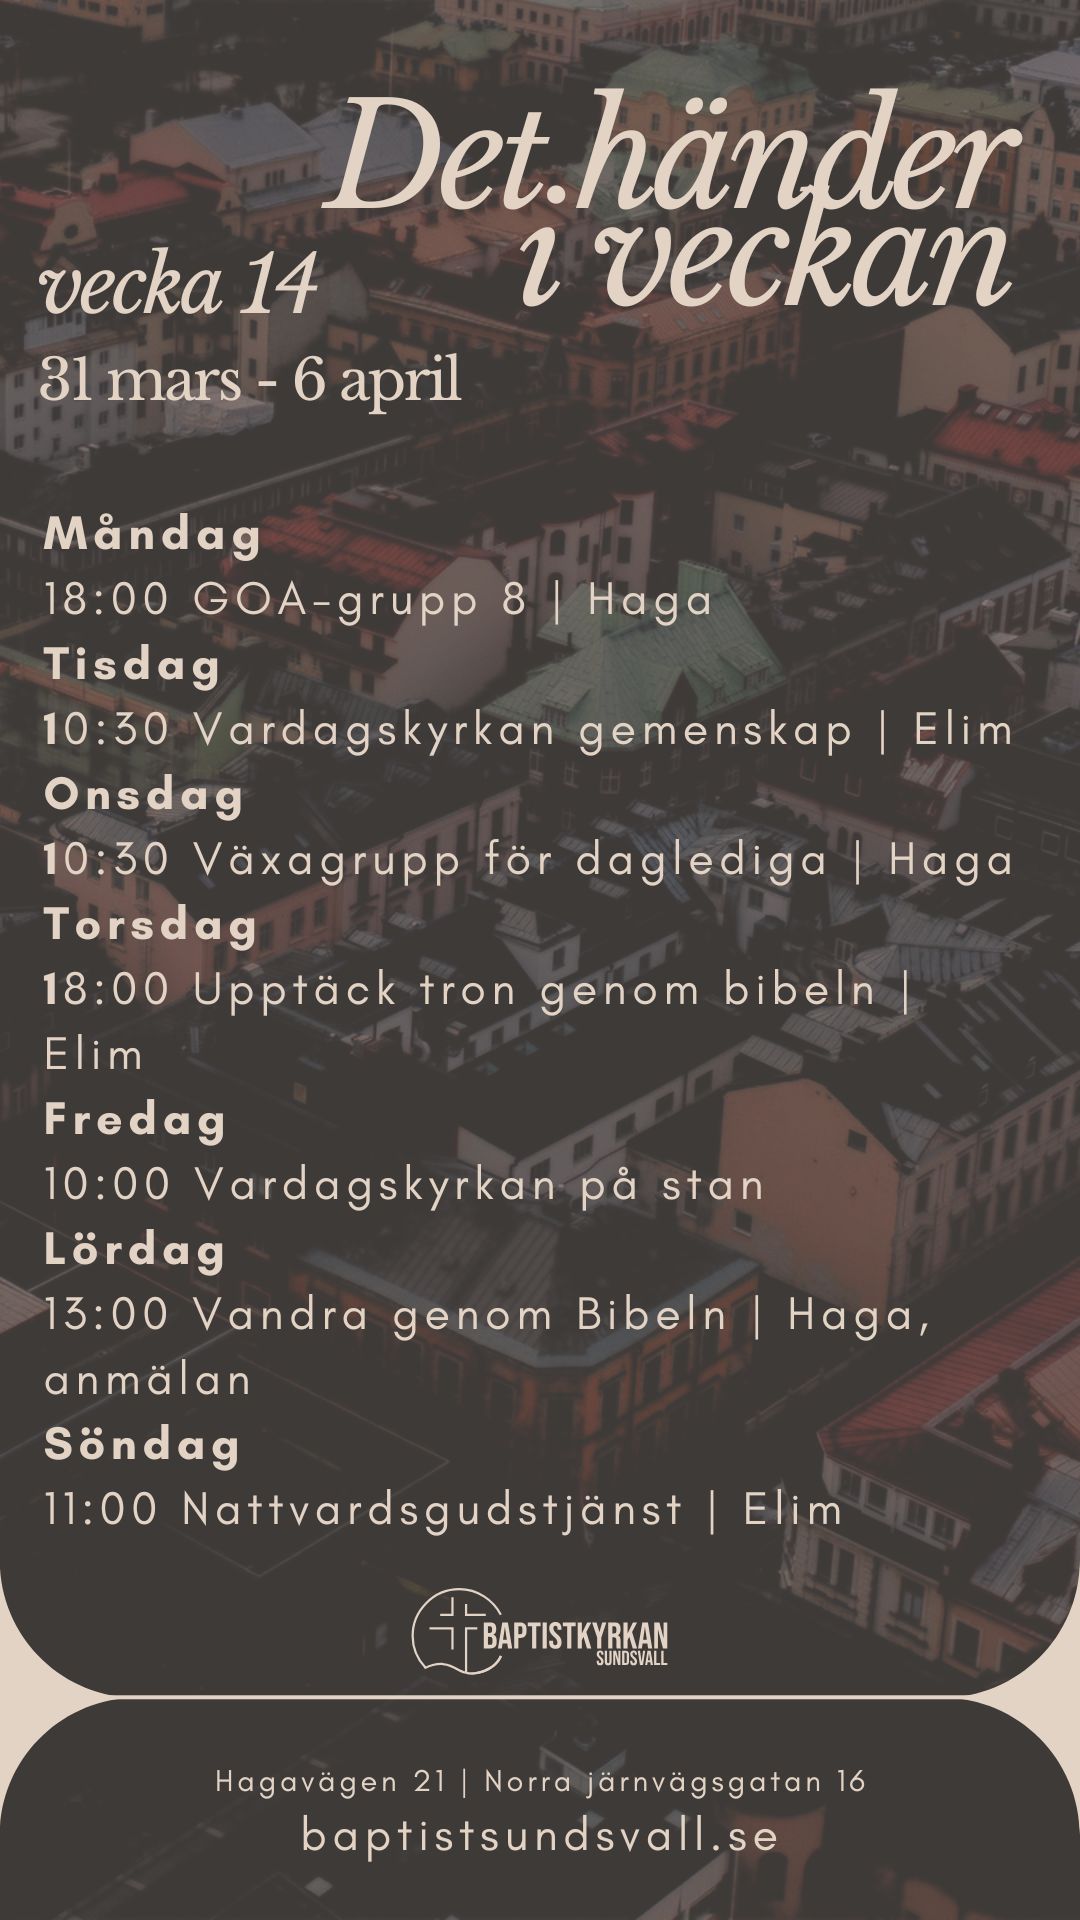 Det händer
i veckan
vecka 14
31 mars - 6 april
Måndag
18:00 GOA-grupp 8 | Haga
Tisdag
10:30 Vardagskyrkan gemenskap | Elim
Onsdag
10:30 Växagrupp för daglediga | Haga
Torsdag
18:00 Upptäck tron genom bibeln |
Elim
Fredag
10:00 Vardagskyrkan på stan
Lördag
13:00 Vandra genom Bibeln | Haga,
anmälan
Söndag
11:00 Nattvardsgudstjänst | Elim
BAPTISTKYRKAN
SUNDSVALL
Hagavägen 21 | Norra järnvägsgatan 16
baptistsundsvall.se